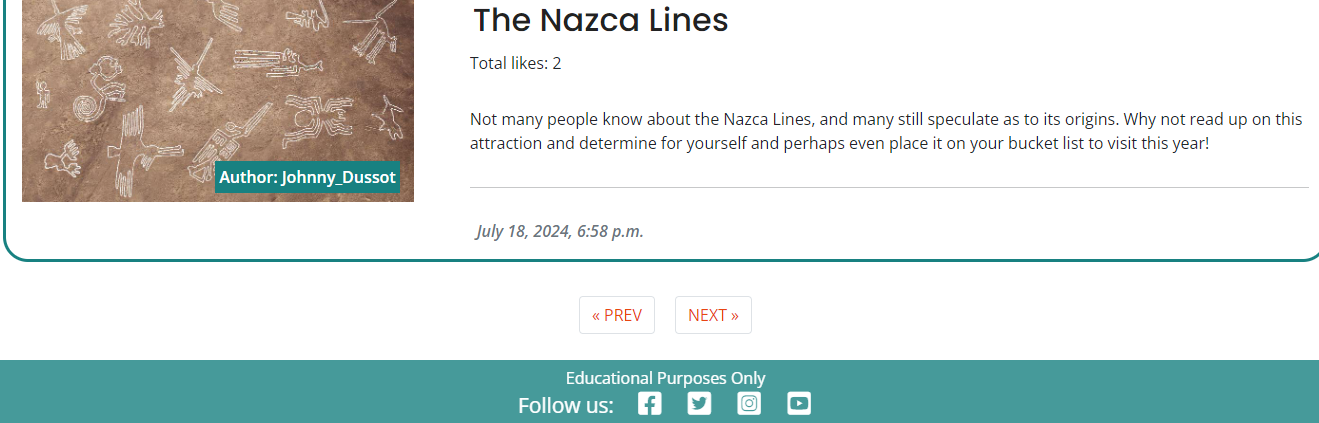 The Nazca Lines
Total likes: 2
Not many people know about the Nazca Lines, and many still speculate as to its origins. Why not read up on this
attraction and determine for yourself and perhaps even place it on your bucket list to visit this year!
Author: Johnny_Dussot
July 18, 2024, 6:58 p.m.
« PREV
NEXT »
Educational Purposes Only
Follow us: